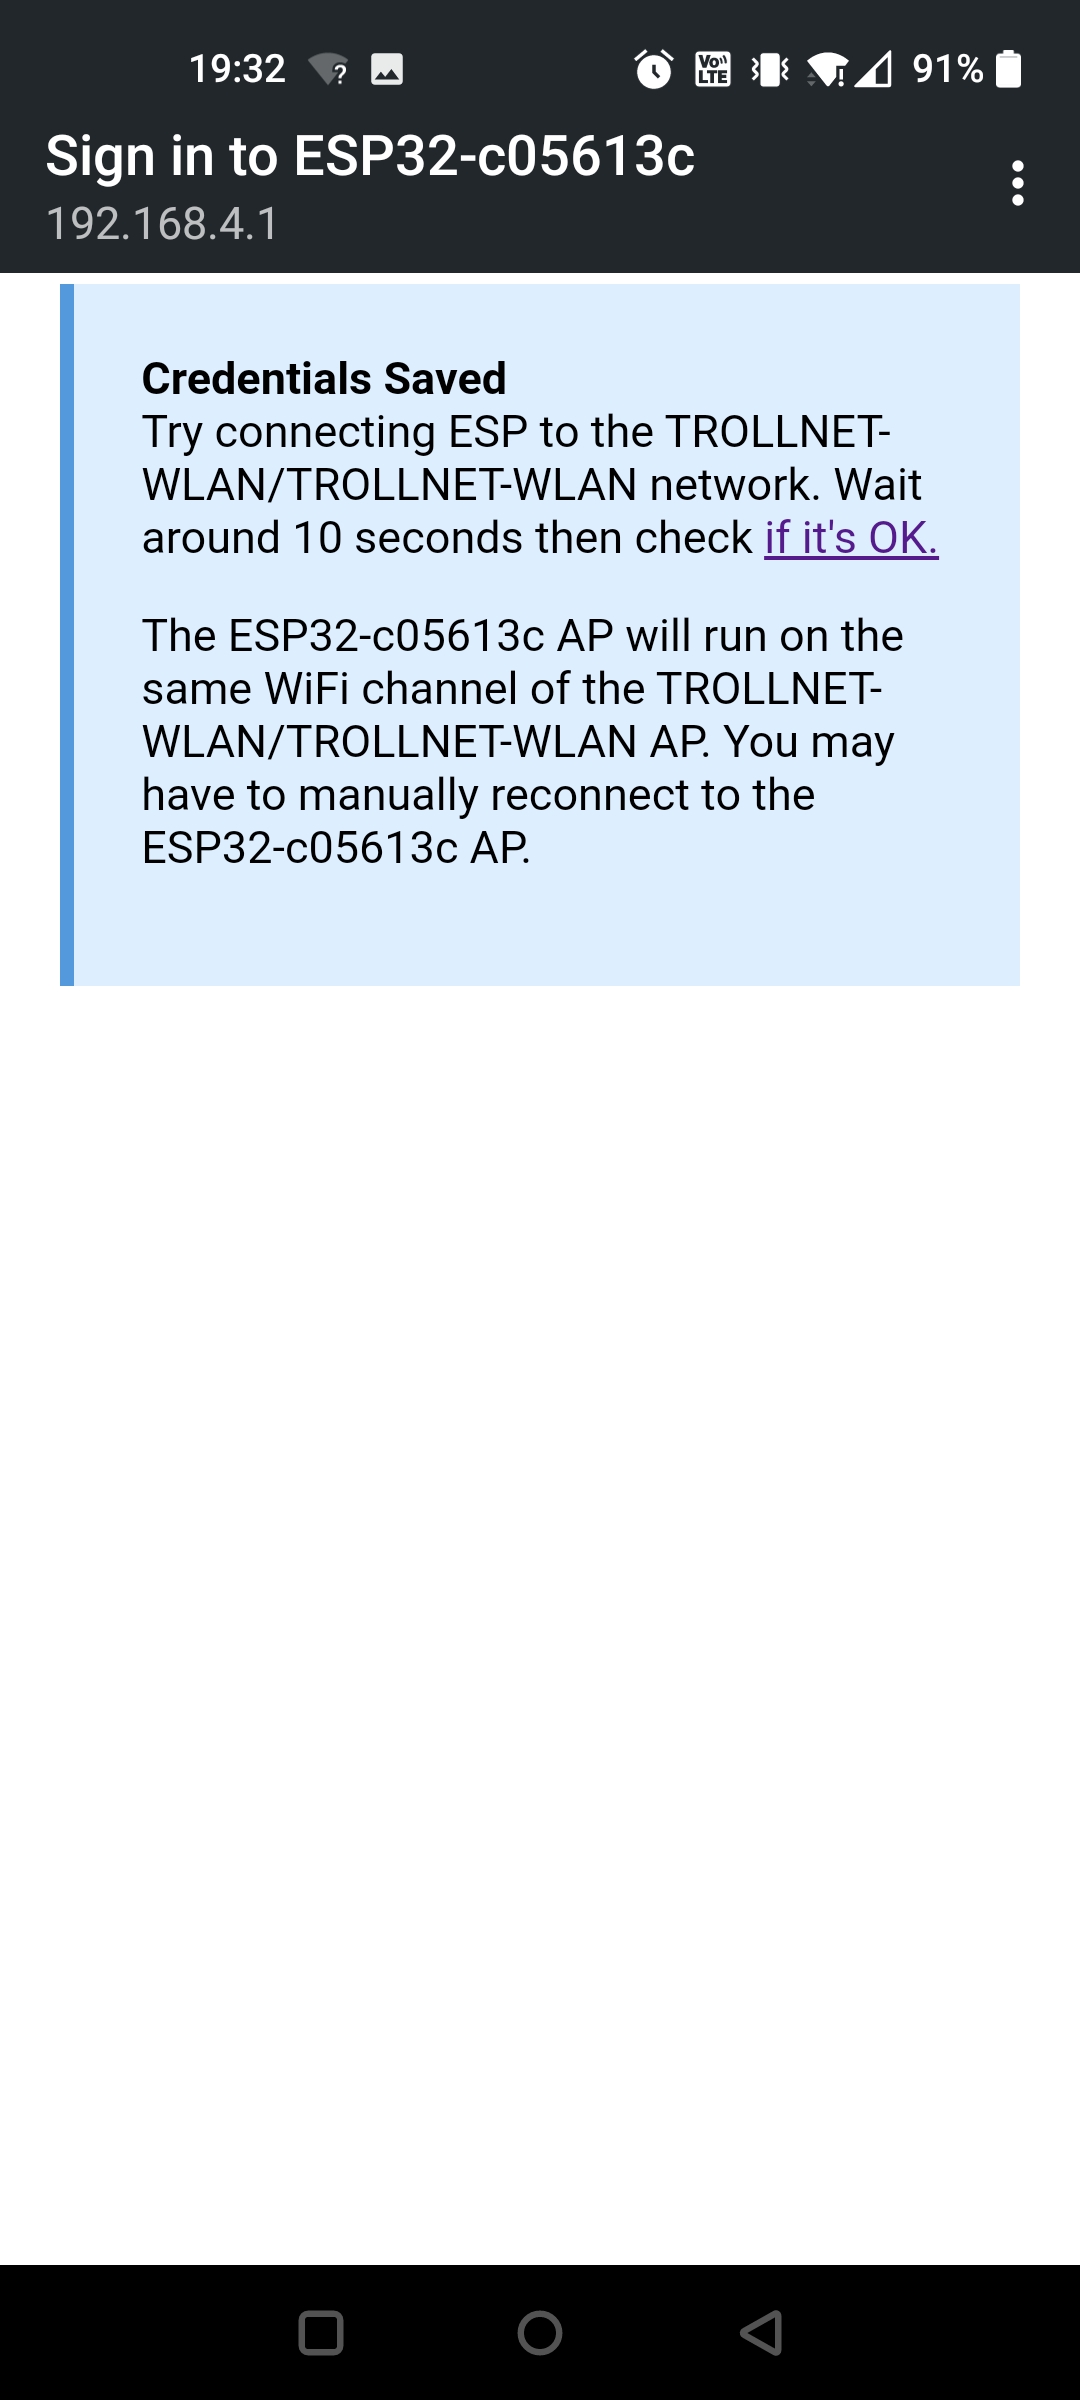 19:32
?
Vo LTE
91%
Sign in to ESP32-c05613c
192.168.4.1
Credentials Saved
Try connecting ESP to the TROLLNET-
WLAN/TROLLNET-WLAN network. Wait
around 10 seconds then check if it's OK.
The ESP32-c05613c AP will run on the
same WiFi channel of the TROLLNET-
WLAN/TROLLNET-WLAN AP. You may
have to manually reconnect to the
ESP32-c05613c AP.